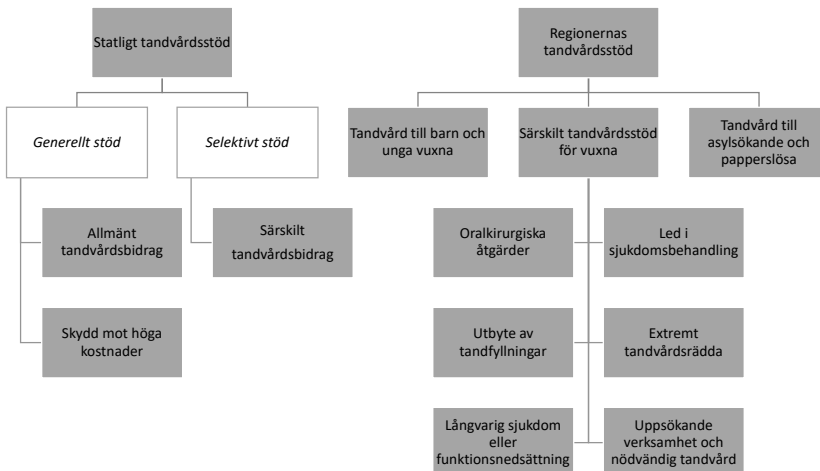 Statligt tandvårdsstöd
Generellt stöd
Selektivt stöd
Allmänt
tandvårdsbidrag
Särskilt
tandvårdsbidrag
Skydd mot höga
kostnader
Regionernas
tandvårdsstöd
Tandvård till barn och
unga vuxna
Särskilt tandvårdsstöd
för vuxna
Tandvård till
asylsökande och
papperslösa
Oralkirurgiska
åtgärder
Led i
sjukdomsbehandling
Utbyte av
tandfyllningar
Extremt
tandvårdsrädda
Långvarig sjukdom
eller
funktionsnedsättning
Uppsökande
verksamhet och
nödvändig tandvård